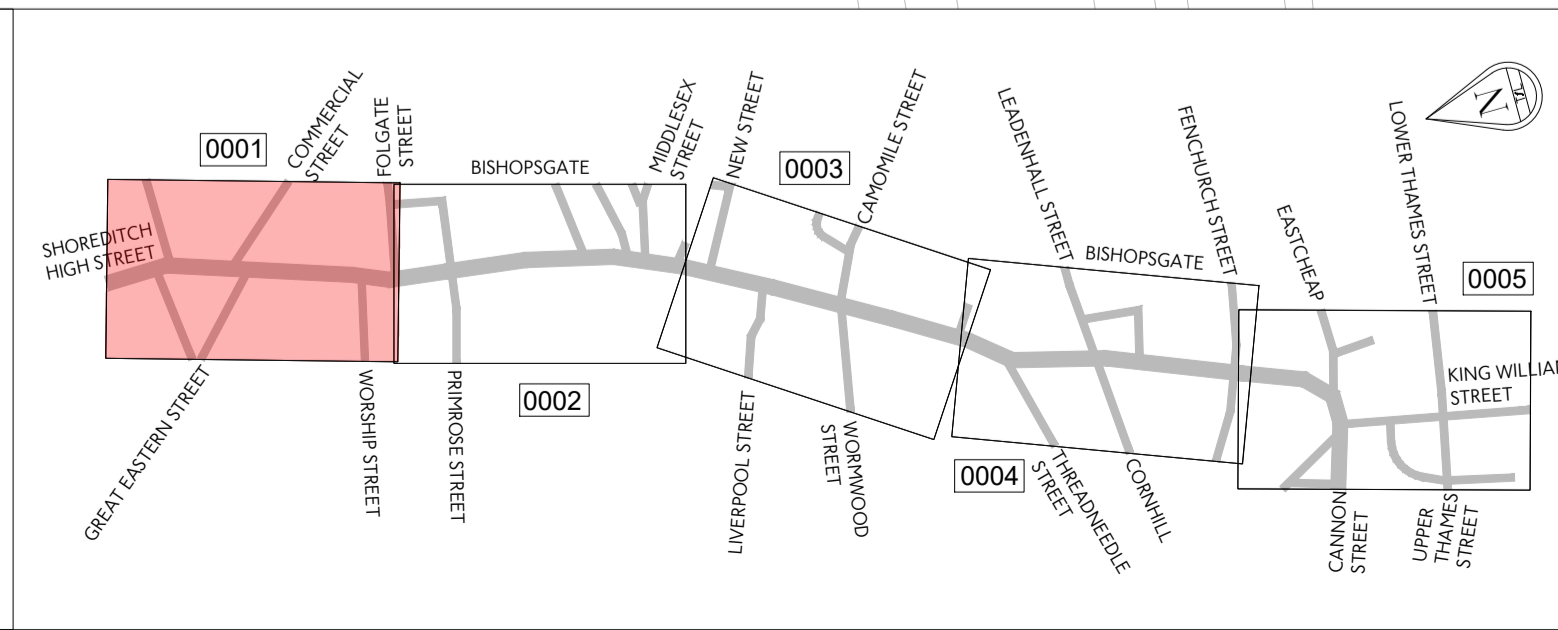 0001
COMMERCIAL
STREET
FOLGATE
STREET
BISHOPSGATE
MIDDLESEX
STREET
NEW STREET
0003
CAMOMILE STREET
LEADENHALL STREET
BISHOPSGATE
FENCHURCH STREET
EASTCHEAP
LOWER THAMES STREET
N
0005
SHOREDITCH
HIGH STREET
GREAT EASTERN STREET
WORSHIP STREET
PRIMROSE STREET
0002
LIVERPOOL STREET
WORMWOOD
STREET
0004
THREADNEEDLE
STREET
CORNHILL
KING WILLIA
STREET
CANNON
STREET
UPPER
THAMES
STREET